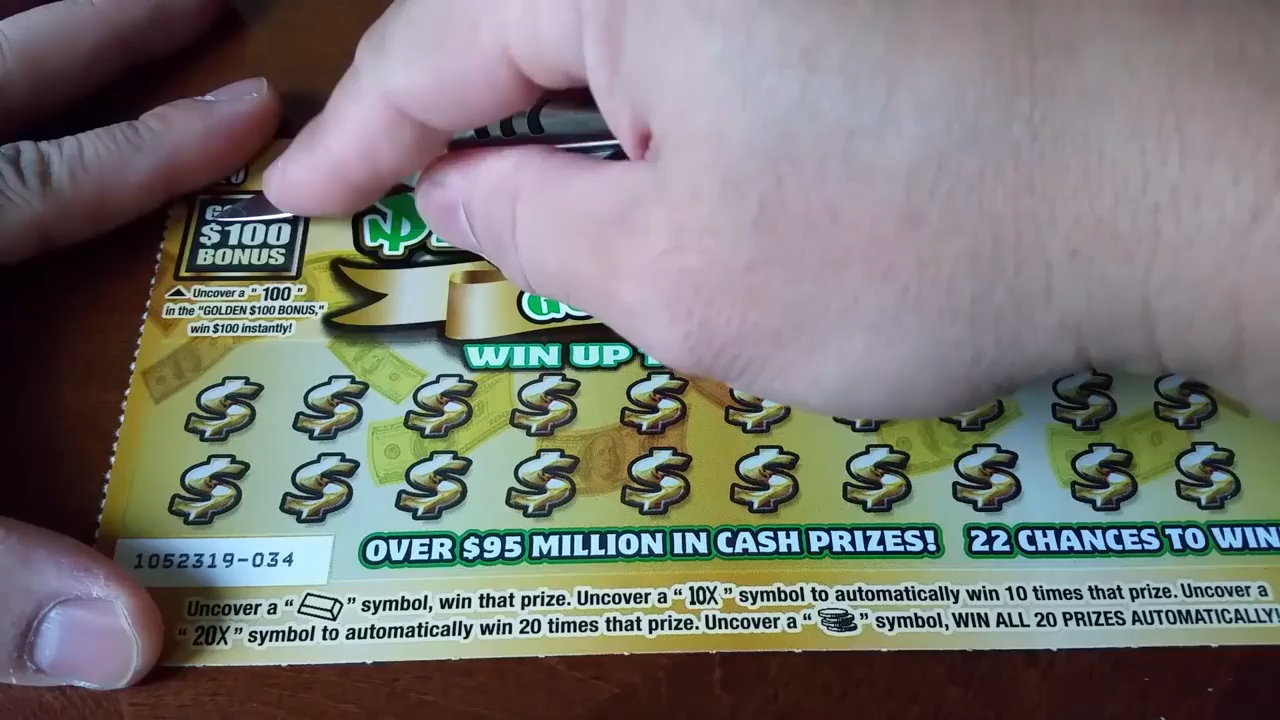 $100
BONUS
Uncover a "100"
in the "GOLDEN $100 BONUS,"
win $100 instantly!
$
WIN UP
$ $ $ $ $ $ $ $ $ $
$ $ $ $ $ $ $ $ $ $
1052319-034
OVER $95 MILLION IN CASH PRIZES! 22 CHANCES TO WIN
Uncover a " " symbol, win that prize. Uncover a "10X" symbol to automatically win 10 times that prize. Uncover a
"20X" symbol to automatically win 20 times that prize. Uncover a " " symbol, WIN ALL 20 PRIZES AUTOMATICALLY!